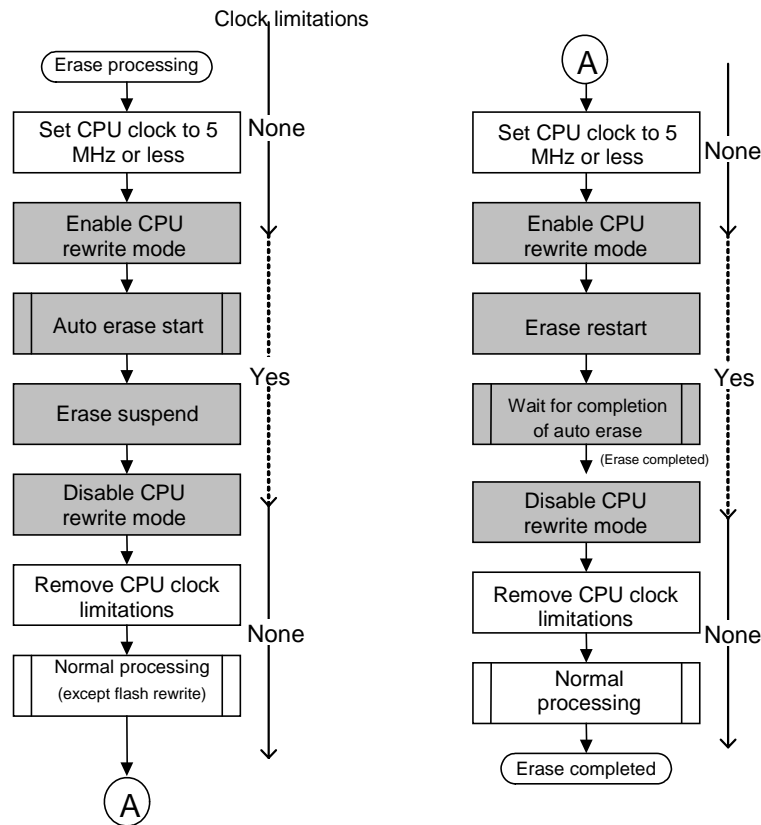 Clock limitations
Erase processing
Set CPU clock to 5
MHz or less
None
Enable CPU
rewrite mode
Auto erase start
Yes
Erase suspend
Disable CPU
rewrite mode
Remove CPU clock
limitations
None
Normal processing
(except flash rewrite)
A
A
Set CPU clock to 5
MHz or less
None
Enable CPU
rewrite mode
Erase restart
Yes
Wait for completion
of auto erase
(Erase completed)
Disable CPU
rewrite mode
Remove CPU clock
limitations
None
Normal
processing
Erase completed